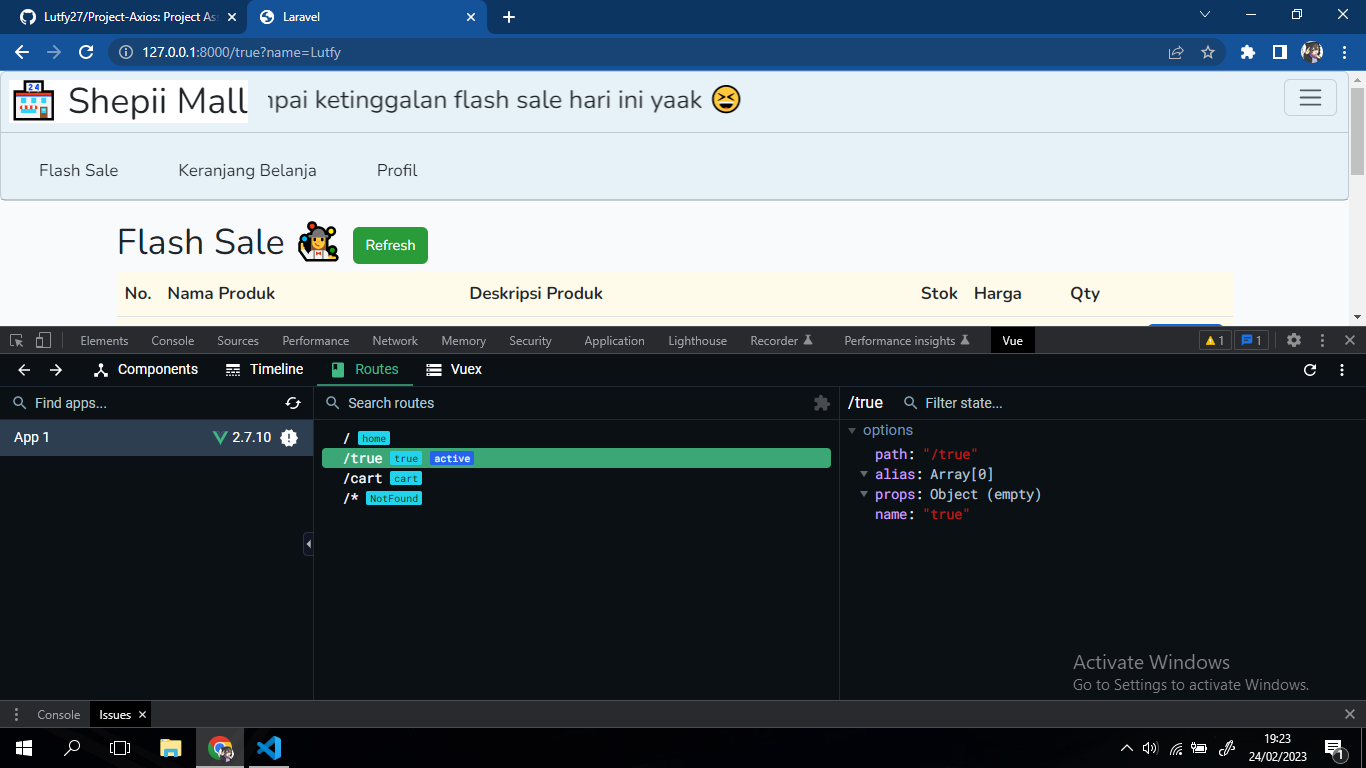 Lutfy27/Project-Axios: Project Ass
Laravel
127.0.0.1:8000/true?name=Lutfy
24
Shepii Mall
pai ketinggalan flash sale hari ini yaak 😆
Flash Sale
Keranjang Belanja
Profil
Flash Sale
Refresh
No.
Nama Produk
Deskripsi Produk
Stok
Harga
Qty
Elements
Console
Sources
Performance
Network
Memory
Security
Application
Lighthouse
Recorder
Performance insights
Vue
1
1
Components
Timeline
Routes
Vuex
Find apps...
Search routes
/true
Filter state...
App 1
2.7.10
/ home
/true true active
/cart cart
/* NotFound
options
path: "/true"
alias: Array[0]
props: Object (empty)
name: "true"
Activate Windows
Go to Settings to activate Windows.
Console
Issues
19:23
24/02/2023
1